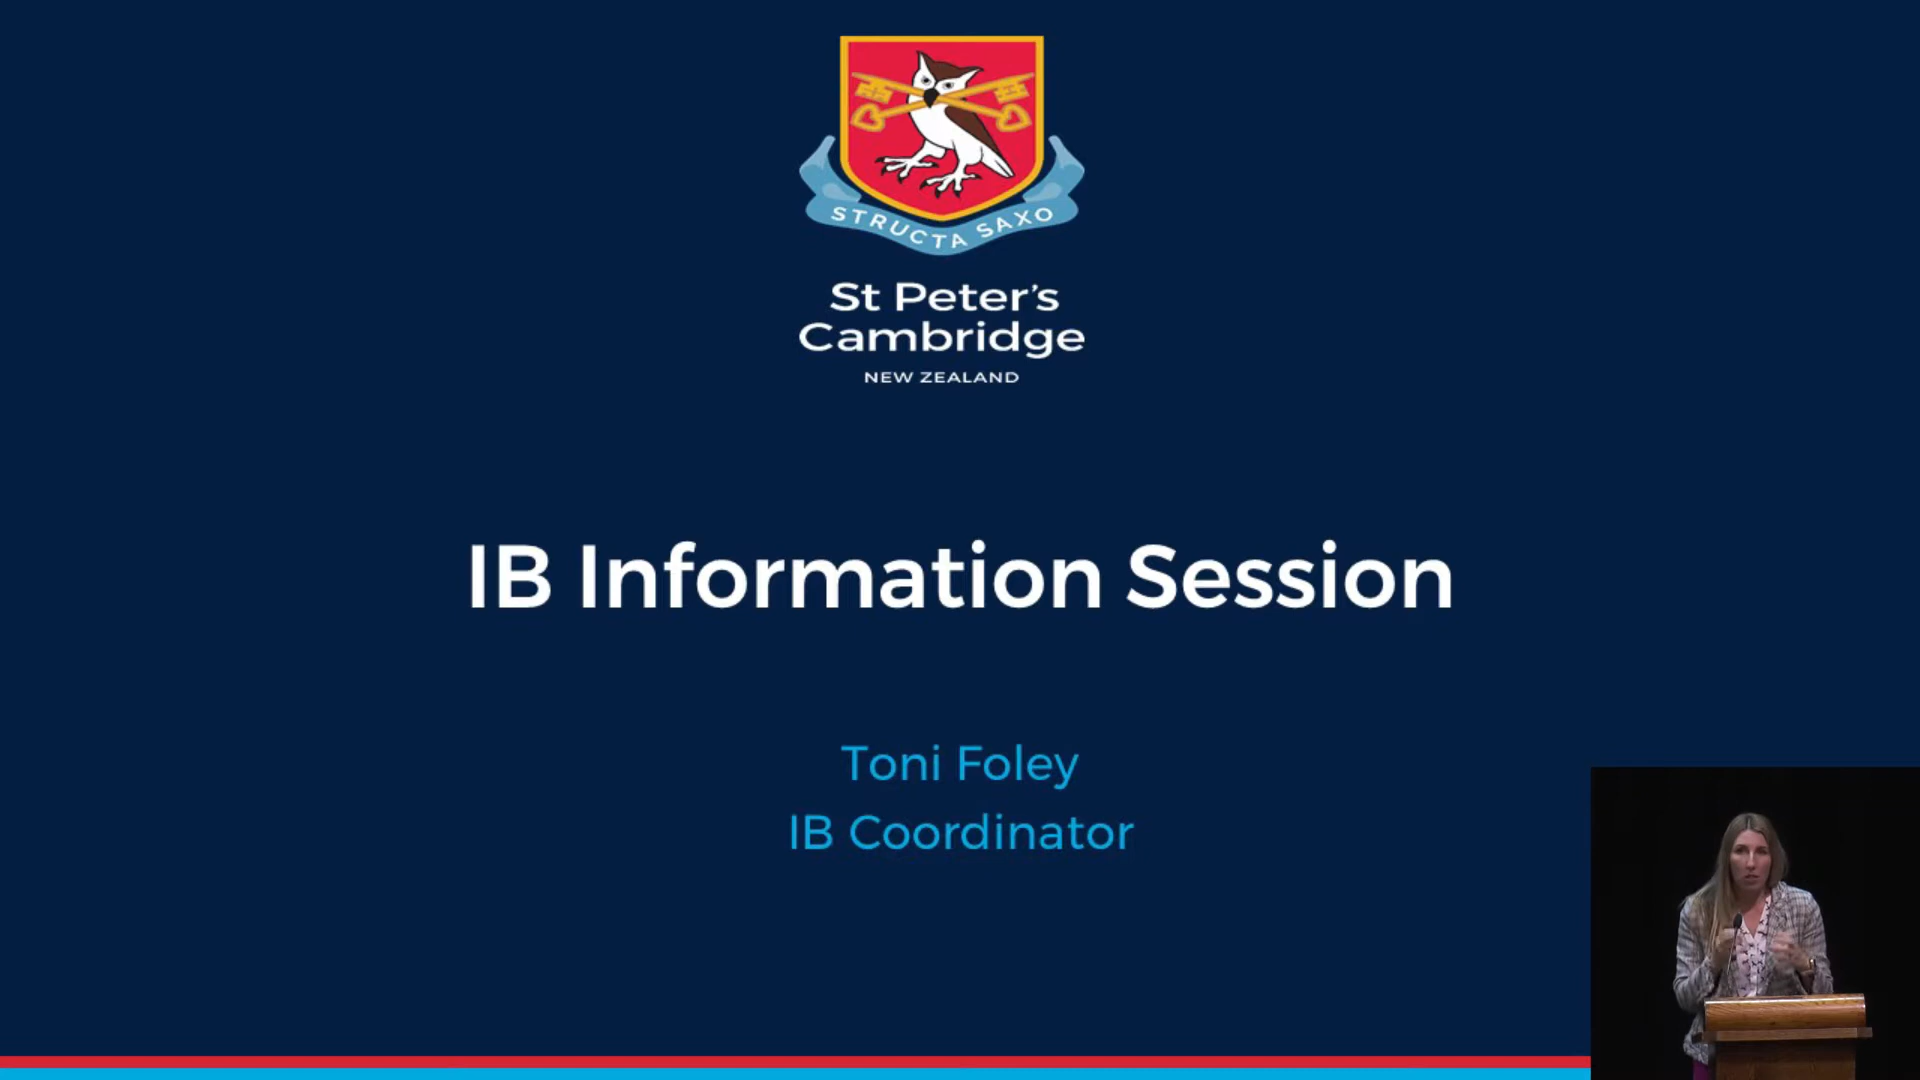 STRUCTA SAXO
St Peter's
Cambridge
NEW ZEALAND
IB Information Session
Toni Foley
IB Coordinator